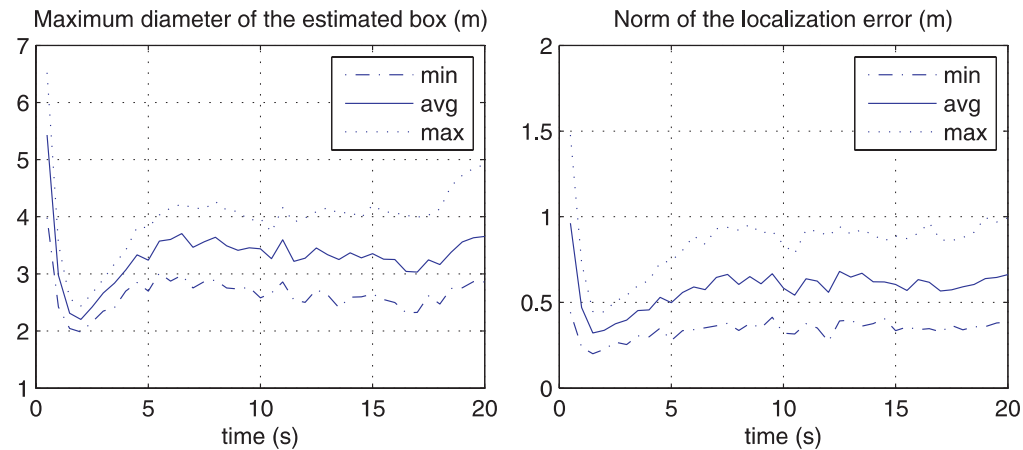 Maximum diameter of the estimated box (m)
7
6
5
4
3
2
1
0
5
10
15
20
time (s)
min
avg
max
Norm of the localization error (m)
2
1.5
1
0.5
0
0
5
10
15
20
time (s)
min
avg
max